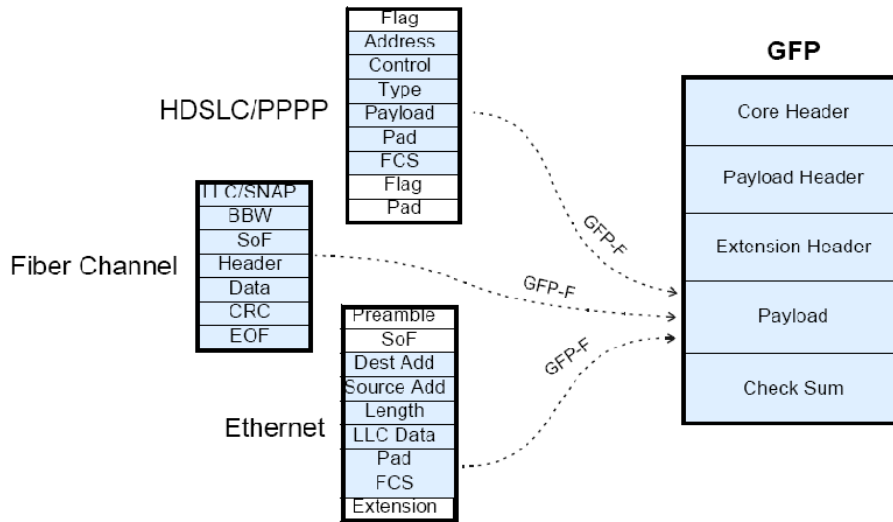 Flag
Address
Control
Type
Payload
Pad
FCS
Flag
Pad
HDSLC/PPPP
LLC/SNAP
BBW
SoF
Header
Data
CRC
EOF
Fiber Channel
Preamble
SoF
Dest Add
Source Add
Length
LLC Data
Pad
FCS
Extension
Ethernet
GFP-F
GFP-F
GFP-F
GFP
Core Header
Payload Header
Extension Header
Payload
Check Sum